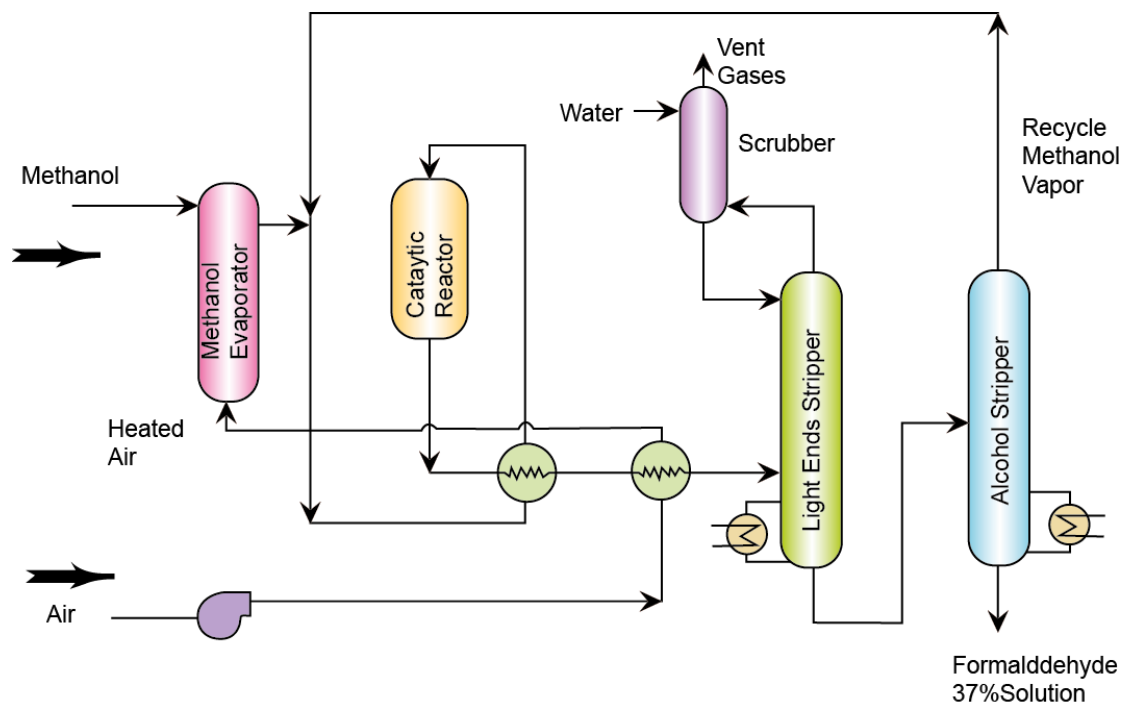 Vent
Gases
Water
Scrubber
Recycle
Methanol
Vapor
Methanol
Methanol
Evaporator
Cataytic
Reactor
Heated
Air
Light Ends Stripper
Alcohol Stripper
Air
Formalddehyde
37%Solution